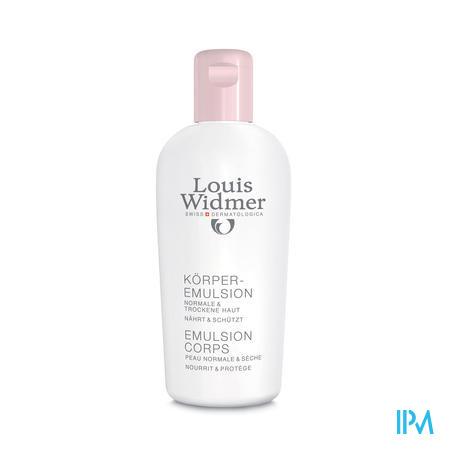 Louis
Widmer
SWISS DERMATOLOGICA
KÖRPER-
EMULSION
NORMALE &
TROCKENE HAUT
NÄHRT & SCHÜTZT
EMULSION
CORPS
PEAU NORMALE & SÈCHE
NOURRIT & PROTÈGE
IPM